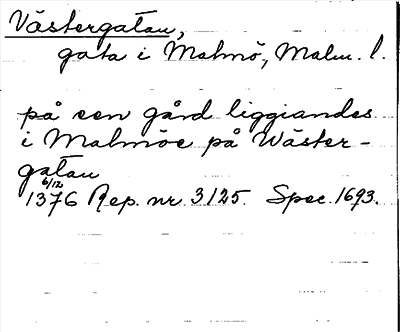 Västergatan,
gata i Malmö, Malm. l.
på een gård liggiandes
i Malmöe på Wäster-
gatan
6/12
1376 Rep. nr. 3125. Spec. 1693.